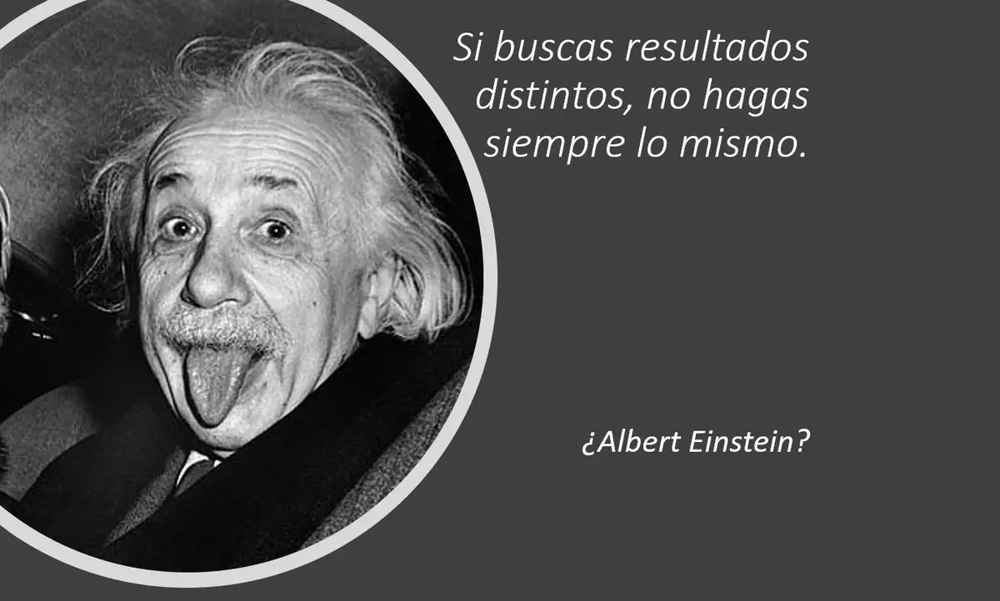 Si buscas resultados
distintos, no hagas
siempre lo mismo.
¿Albert Einstein?